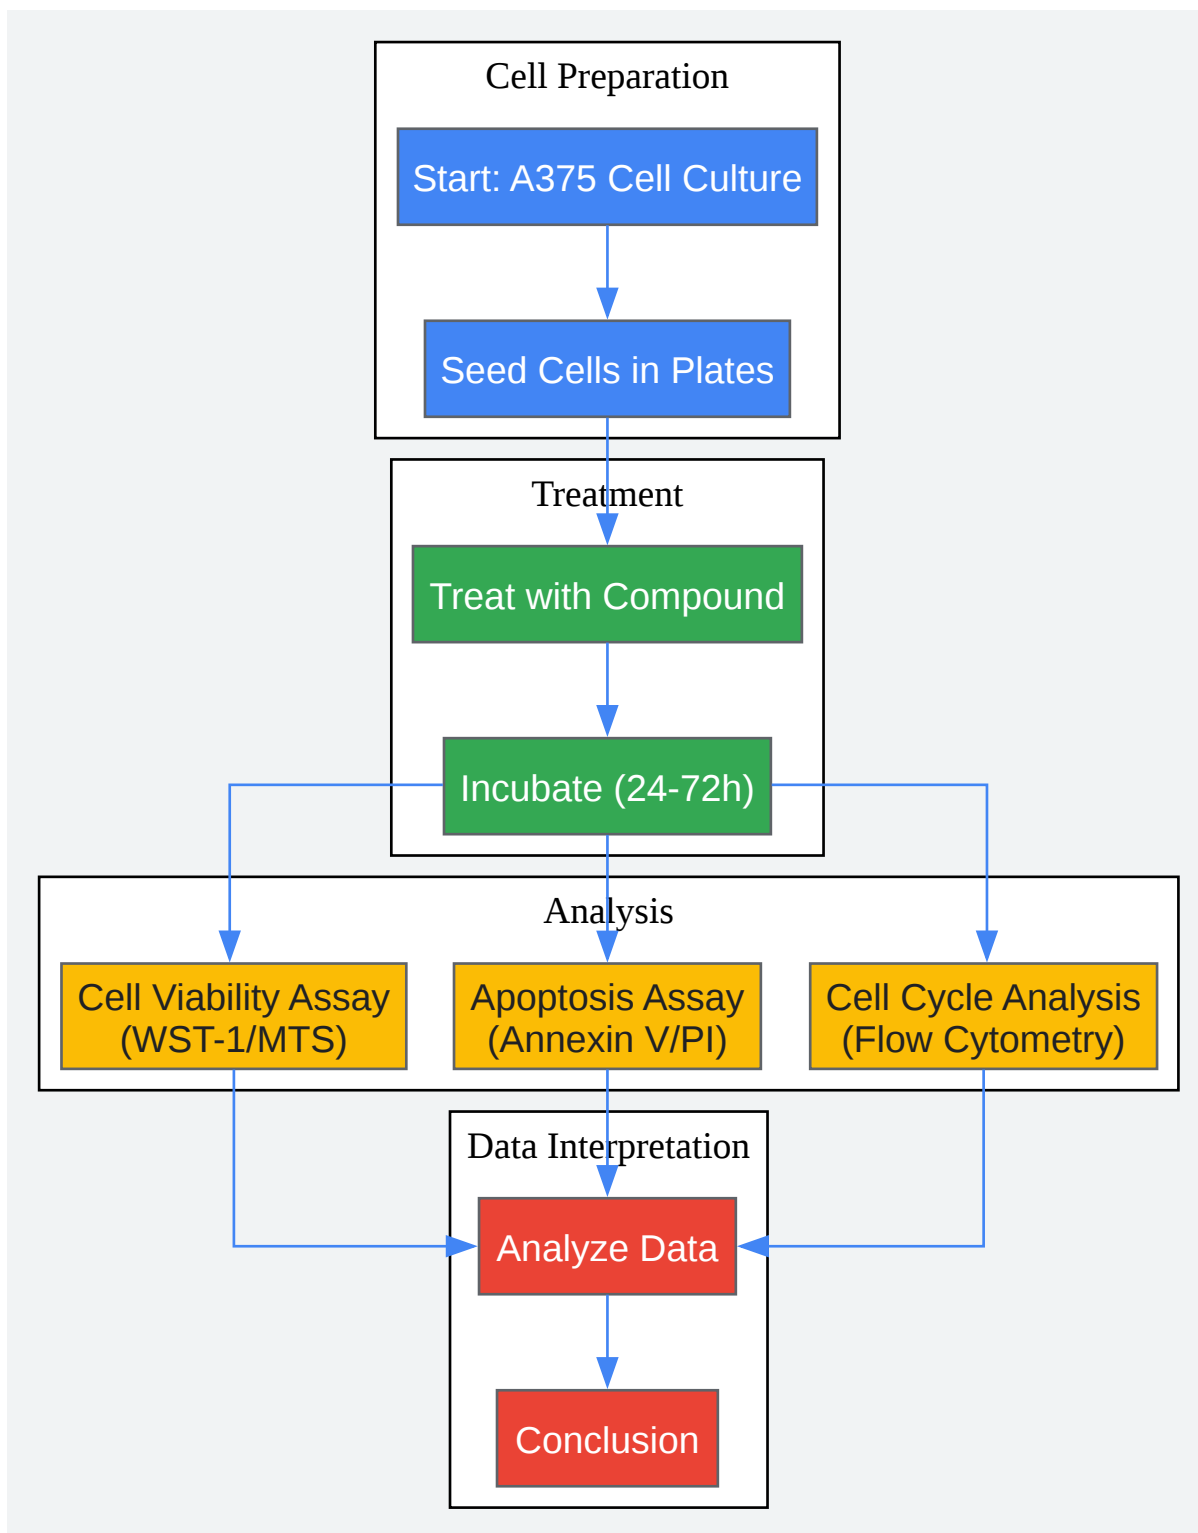 Cell Preparation
Start: A375 Cell Culture
Seed Cells in Plates
Treatment
Treat with Compound
Incubate (24-72h)
Analysis
Cell Viability Assay
(WST-1/MTS)
Apoptosis Assay
(Annexin V/PI)
Cell Cycle Analysis
(Flow Cytometry)
Data Interpretation
Analyze Data
Conclusion